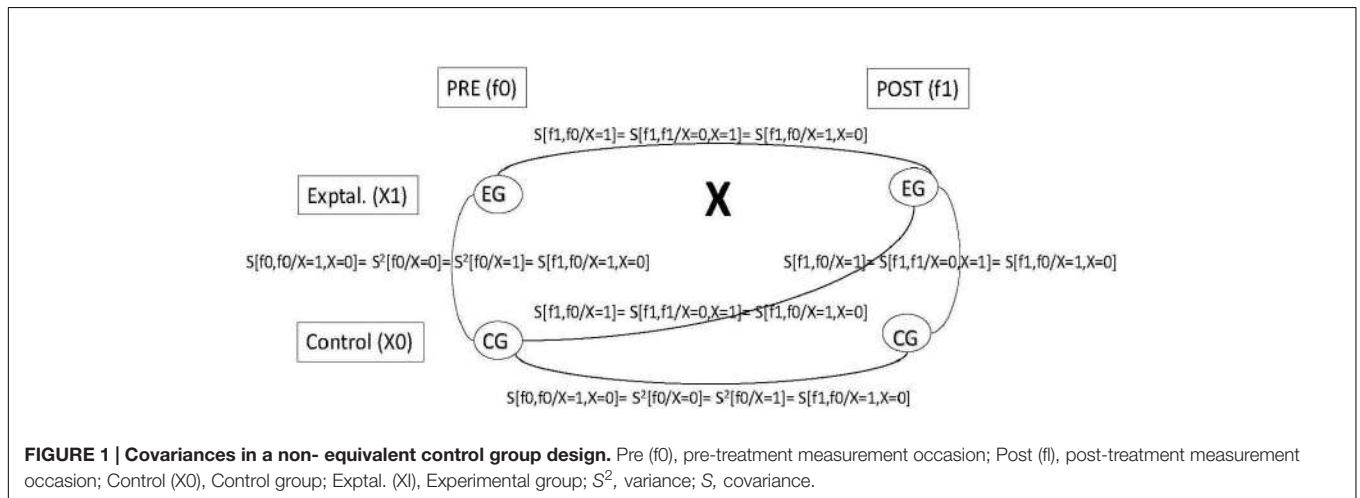 PRE (f0) POST (f1)
S[f1,f0/X=1]= S[f1,f1/X=0,X=1]= S[f1,f0/X=1,X=0]
Exptal. (X1) EG X EG
S[f0,f0/X=1,X=0]= S²[f0/X=0]= S²[f0/X=1]= S[f1,f0/X=1,X=0] S[f1,f0/X=1]= S[f1,f1/X=0,X=1]= S[f1,f0/X=1,X=0]
S[f1,f0/X=1]= S[f1,f1/X=0,X=1]= S[f1,f0/X=1,X=0]
Control (X0) CG CG
S[f0,f0/X=1,X=0]= S²[f0/X=0]= S²[f0/X=1]= S[f1,f0/X=1,X=0]
FIGURE 1 | Covariances in a non- equivalent control group design. Pre (f0), pre-treatment measurement occasion; Post (fl), post-treatment measurement
occasion; Control (X0), Control group; Exptal. (XI), Experimental group; S², variance; S, covariance.